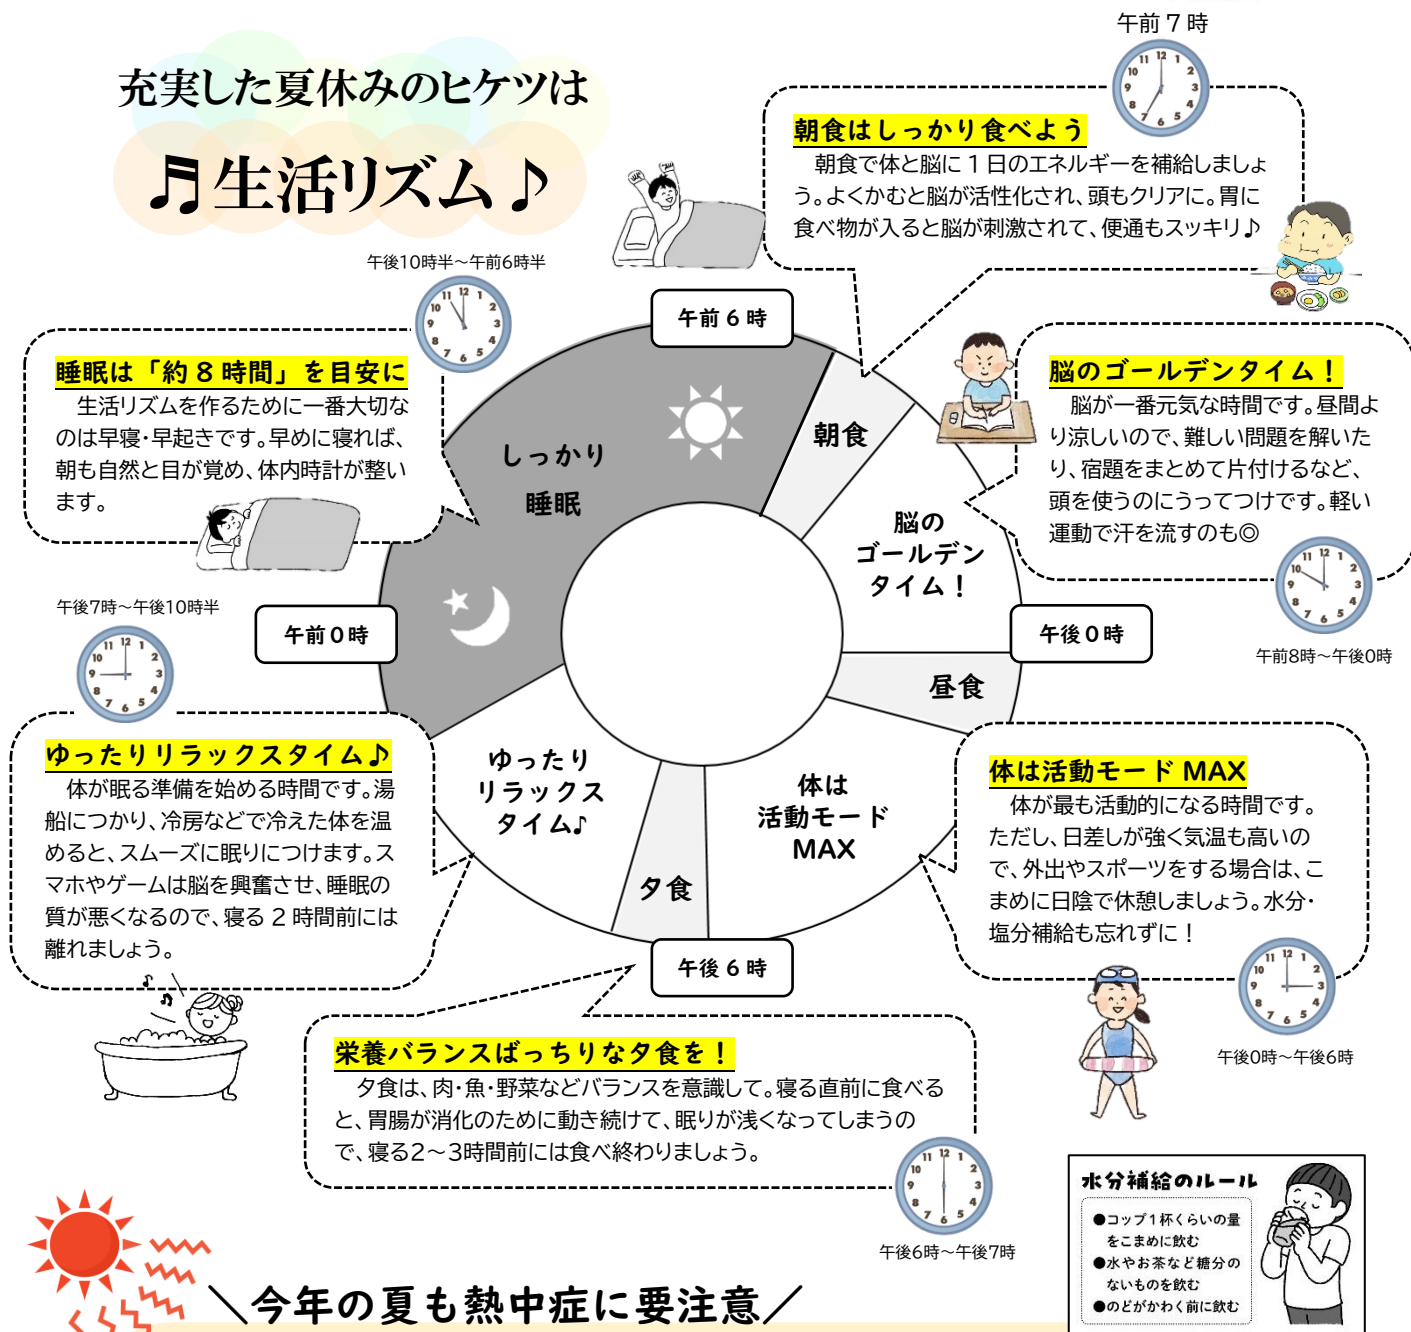 充実した夏休みのヒケツは
♬生活リズム♪
午前7時
朝食はしっかり食べよう
朝食で体と脳に1日のエネルギーを補給しましょ
う。よくかむと脳が活性化され、頭もクリアに。胃に
食べ物が入ると脳が刺激されて、便通もスッキリ♪
午後10時半～午前6時半
睡眠は「約8時間」を目安に
生活リズムを作るために一番大切な
のは早寝・早起きです。早めに寝れば、
朝も自然と目が覚め、体内時計が整い
ます。
午前6時
しっかり
睡眠
朝食
脳の
ゴールデン
タイム！
脳のゴールデンタイム！
脳が一番元気な時間です。昼間よ
り涼しいので、難しい問題を解いた
り、宿題をまとめて片付けるなど、
頭を使うのにうってつけです。軽い
運動で汗を流すのも◎
午前8時～午後0時
午前0時
午後0時
昼食
午後7時～午後10時半
ゆったりリラックスタイム♪
体が眠る準備を始める時間です。湯
船につかり、冷房などで冷えた体を温
めると、スムーズに眠りにつけます。ス
マホやゲームは脳を興奮させ、睡眠の
質が悪くなるので、寝る2時間前には
離れましょう。
ゆったり
リラックス
タイム♪
夕食
体は
活動モード
MAX
体は活動モードMAX
体が最も活動的になる時間です。
ただし、日差しが強く気温も高いの
で、外出やスポーツをする場合は、こ
まめに日陰で休憩しましょう。水分・
塩分補給も忘れずに！
午後0時～午後6時
午後6時
栄養バランスばっちりな夕食を！
夕食は、肉・魚・野菜などバランスを意識して。寝る直前に食べる
と、胃腸が消化のために動き続けて、眠りが浅くなってしまうの
で、寝る2～3時間前には食べ終わりましょう。
午後6時～午後7時
水分補給のルール
●コップ1杯くらいの量
をこまめに飲む
●水やお茶など糖分の
ないものを飲む
●のどがかわく前に飲む
＼今年の夏も熱中症に要注意／